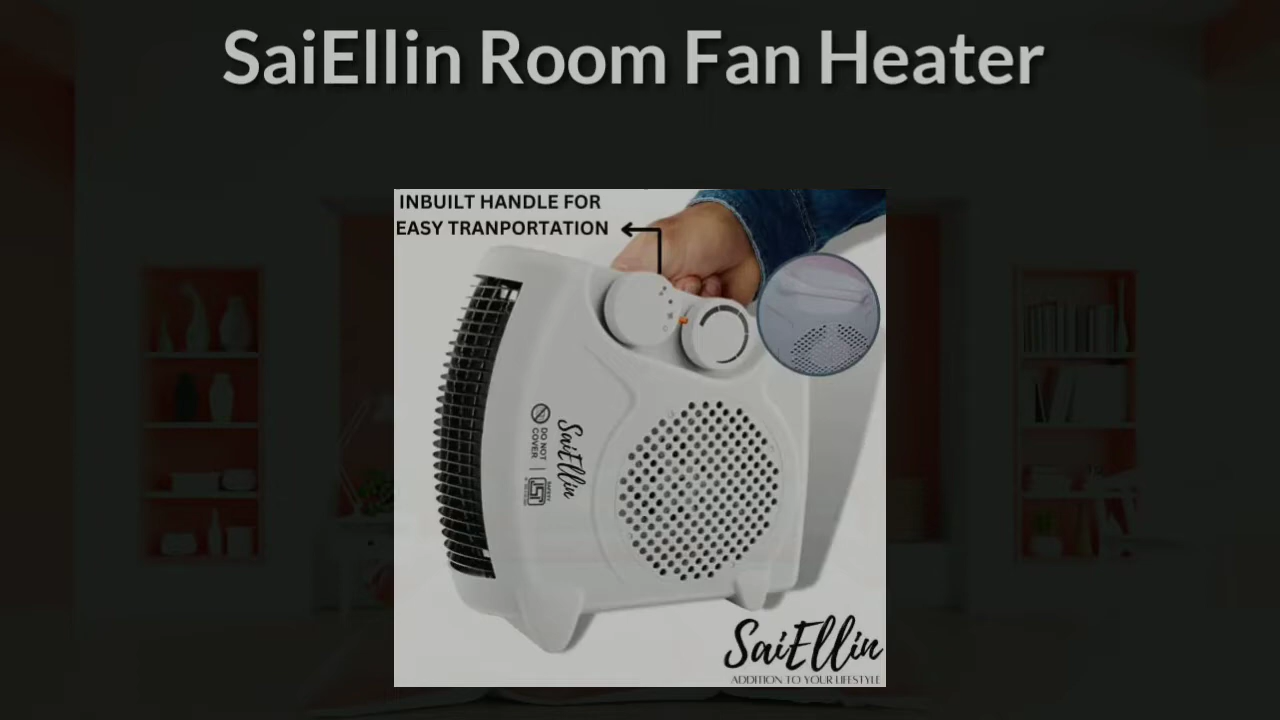 SaiEllin Room Fan Heater
INBUILT HANDLE FOR
EASY TRANPORTATION
DO NOT
COVER
SaiEllin
SaiEllin
ADDITION TO YOUR LIFESTYLE